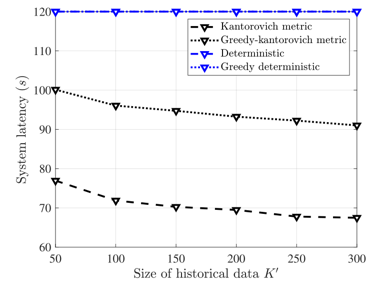 120
110
100
90
80
70
60
System latency (s)
Kantorovich metric
Greedy-kantorovich metric
Deterministic
Greedy deterministic
50 100 150 200 250 300
Size of historical data K′